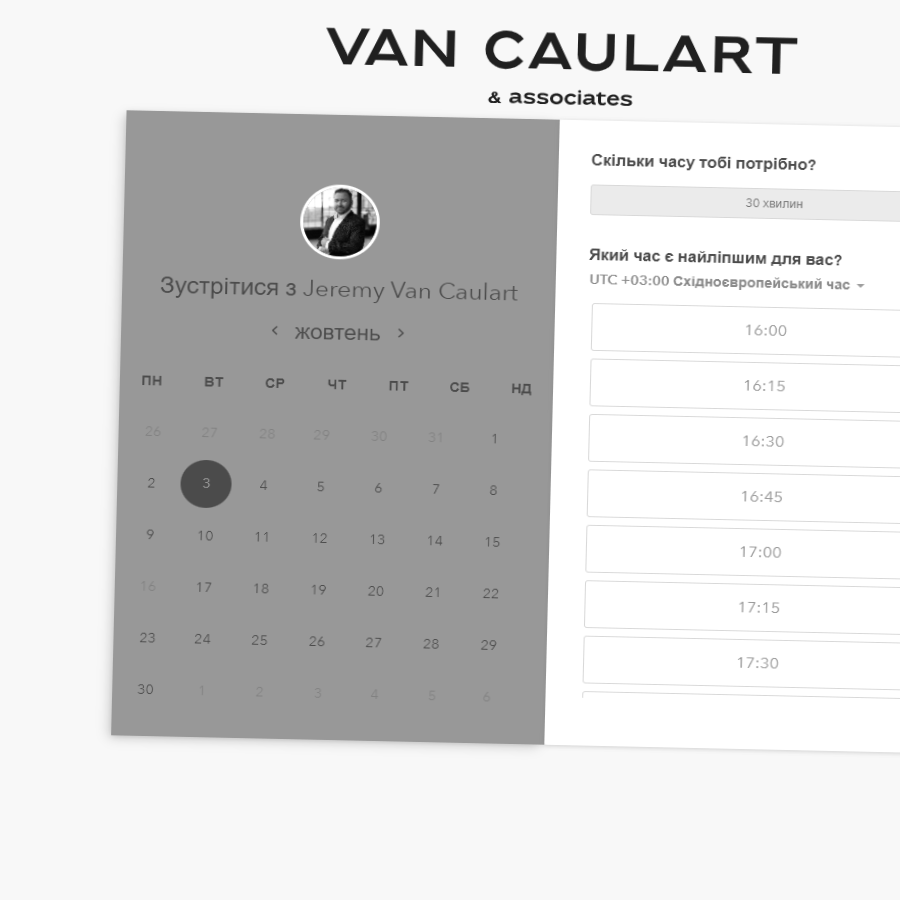 VAN CAULART
& associates
Зустрітися з Jeremy Van Caulart
жовтень
ПН ВТ СР ЧТ ПТ СБ НД
26 27 28 29 30 31 1
2 3 4 5 6 7 8
9 10 11 12 13 14 15
16 17 18 19 20 21 22
23 24 25 26 27 28 29
30 1 2 3 4 5 6
Скільки часу тобі потрібно?
30 хвилин
Який час є найліпшим для вас?
UTC +03:00 Східноєвропейський час
16:00
16:15
16:30
16:45
17:00
17:15
17:30